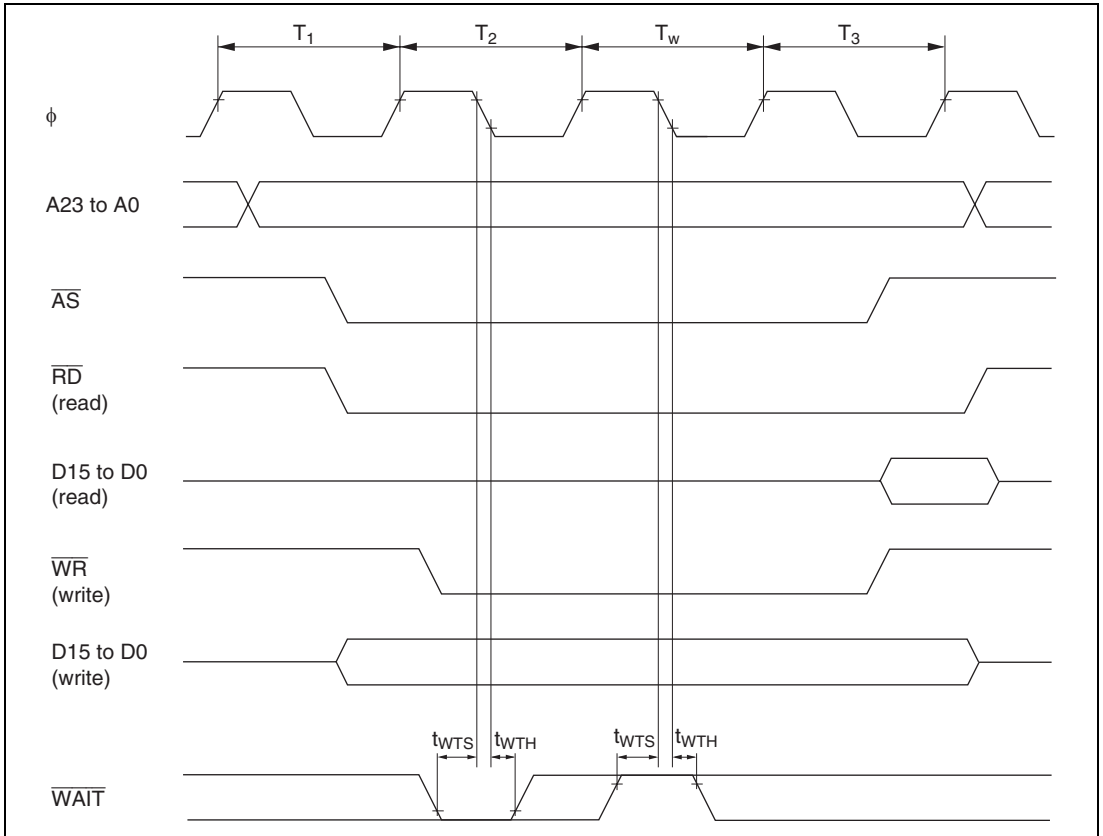 T1 T2 Tw T3
ϕ
A23 to A0
AS
RD
(read)
D15 to D0
(read)
WR
(write)
D15 to D0
(write)
tWTS tWTH tWTS tWTH
WAIT